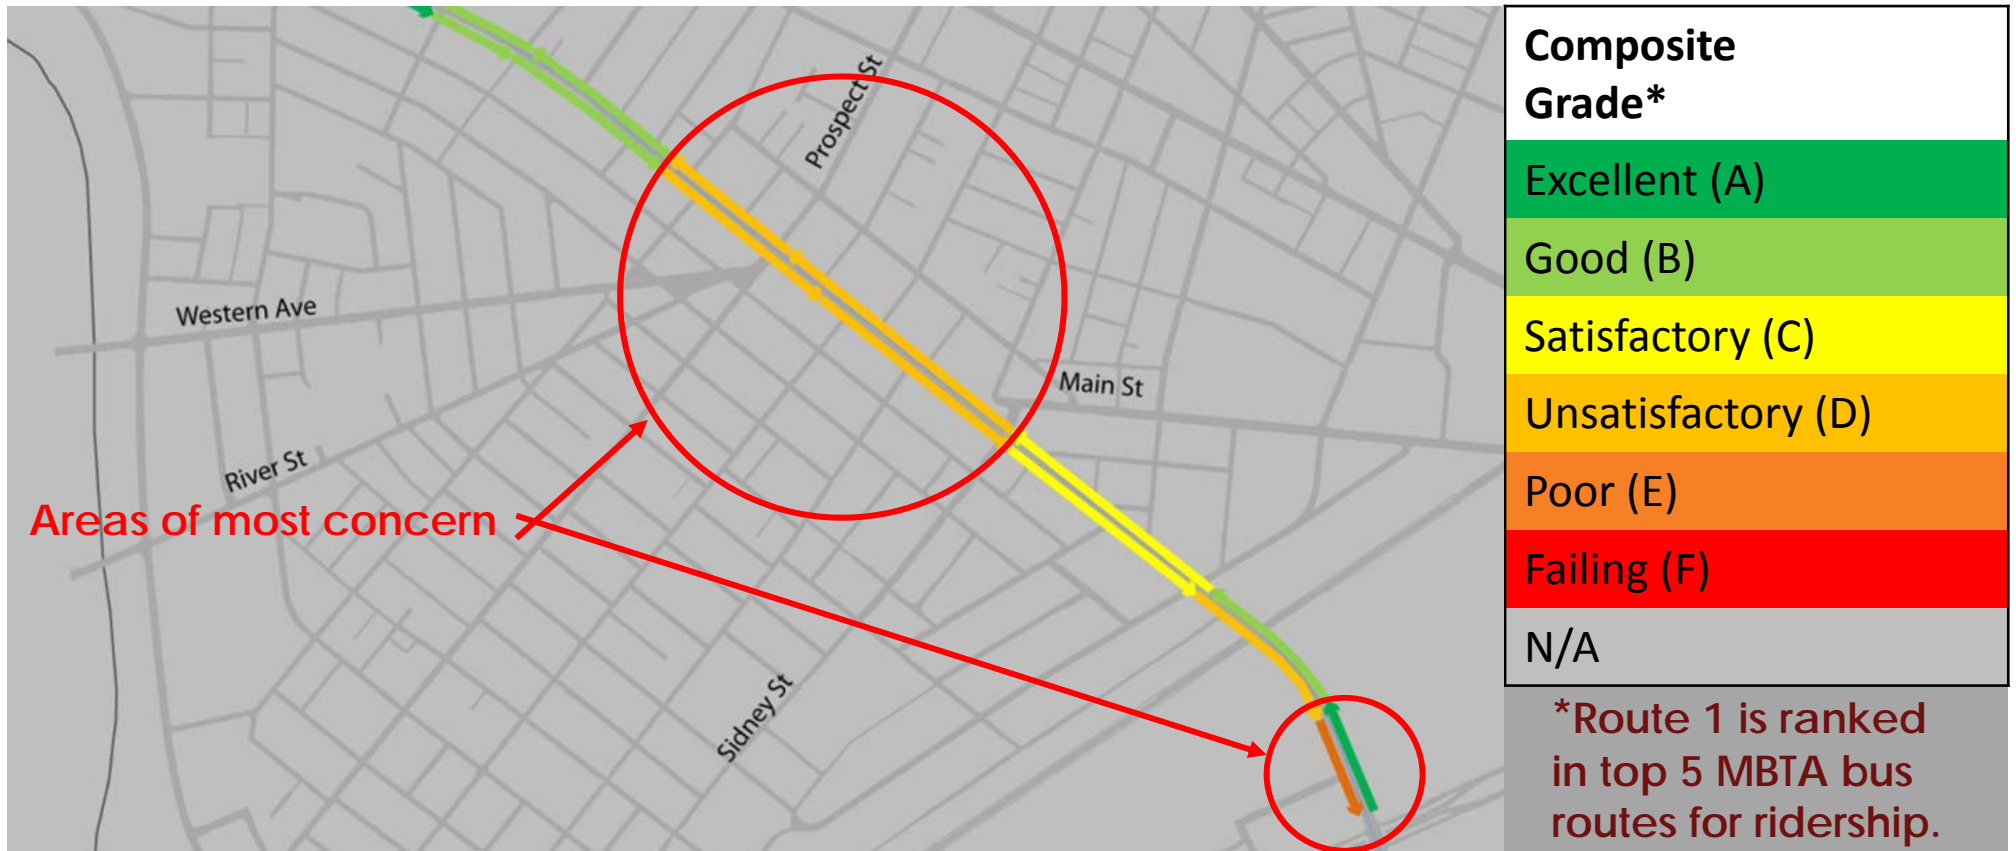 Prospect St
Western Ave
Main St
River St
Areas of most concern
Sidney St
Composite
Grade*
Excellent (A)
Good (B)
Satisfactory (C)
Unsatisfactory (D)
Poor (E)
Failing (F)
N/A
*Route 1 is ranked
in top 5 MBTA bus
routes for ridership.